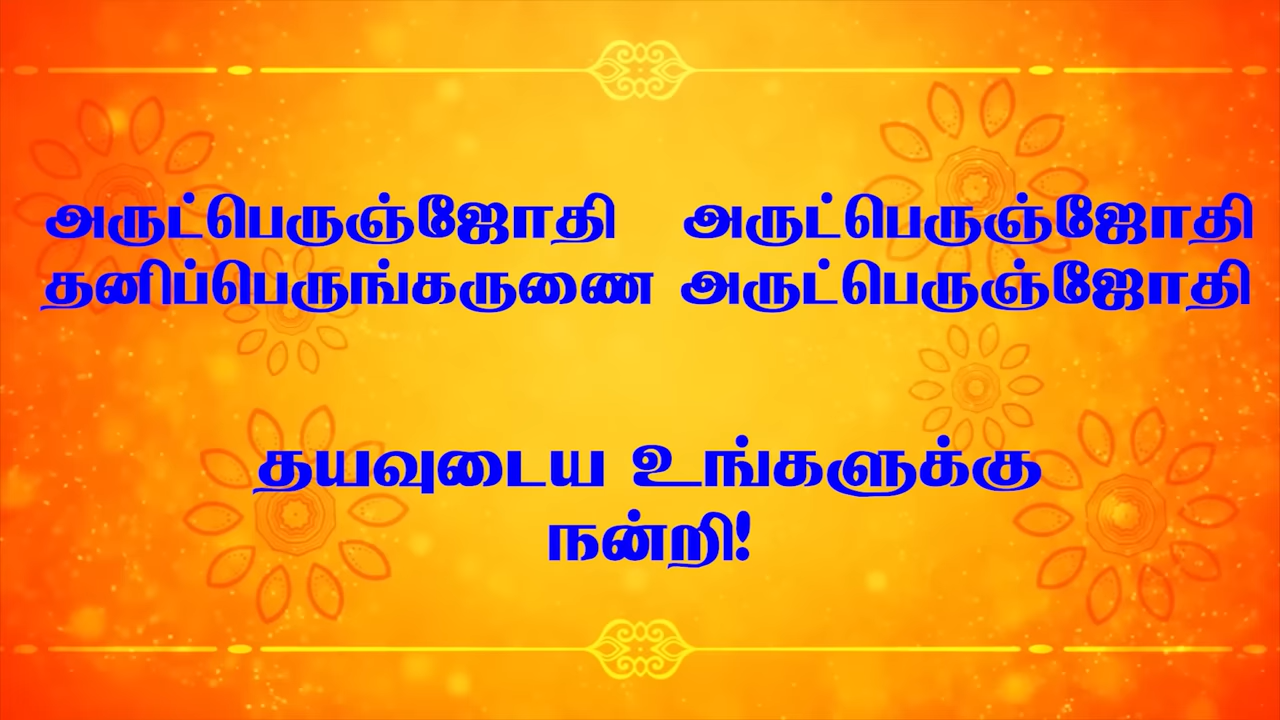 அருட்பெருஞ்ஜோதி அருட்பெருஞ்ஜோதி
தனிப்பெருங்கருணை அருட்பெருஞ்ஜோதி
தயவுடைய உங்களுக்கு
நன்றி!